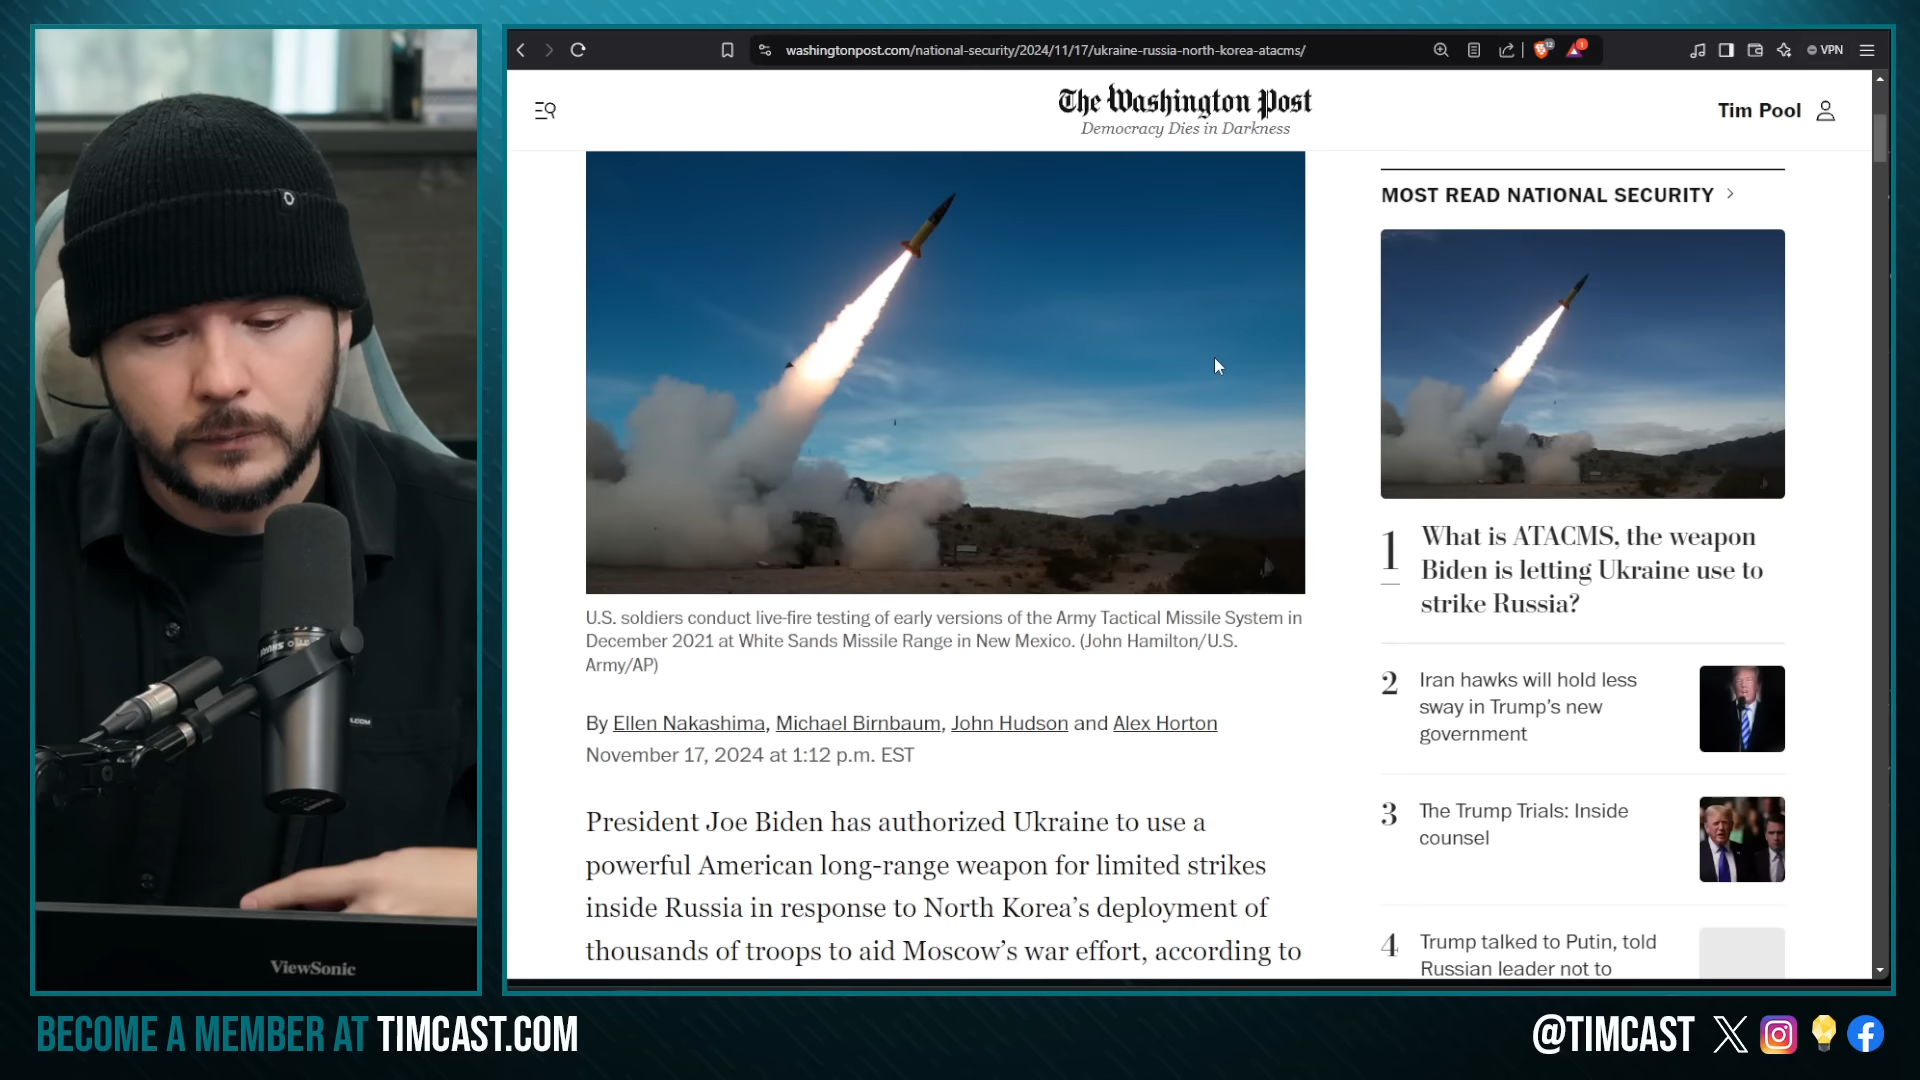 washingtonpost.com/national-security/2024/11/17/ukraine-russia-north-korea-atacms/
12
1
VPN
The Washington Post
Democracy Dies in Darkness
Tim Pool
U.S. soldiers conduct live-fire testing of early versions of the Army Tactical Missile System in
December 2021 at White Sands Missile Range in New Mexico. (John Hamilton/U.S.
Army/AP)
By Ellen Nakashima, Michael Birnbaum, John Hudson and Alex Horton
November 17, 2024 at 1:12 p.m. EST
President Joe Biden has authorized Ukraine to use a
powerful American long-range weapon for limited strikes
inside Russia in response to North Korea’s deployment of
thousands of troops to aid Moscow’s war effort, according to
MOST READ NATIONAL SECURITY
1 What is ATACMS, the weapon
Biden is letting Ukraine use to
strike Russia?
2 Iran hawks will hold less
sway in Trump’s new
government
3 The Trump Trials: Inside
counsel
4 Trump talked to Putin, told
Russian leader not to
ViewSonic
BECOME A MEMBER AT TIMCAST.COM
@TIMCAST